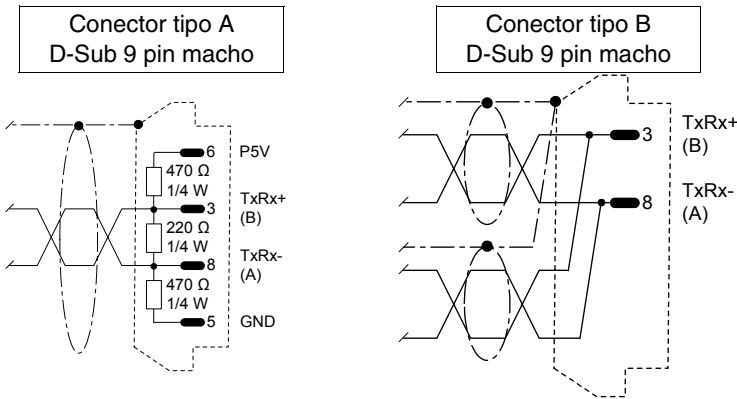 Conector tipo A
D-Sub 9 pin macho
6 P5V
470 Ω
1/4 W
3 TxRx+
(B)
220 Ω
1/4 W
8 TxRx-
(A)
470 Ω
1/4 W
5 GND
Conector tipo B
D-Sub 9 pin macho
3 TxRx+
(B)
8 TxRx-
(A)